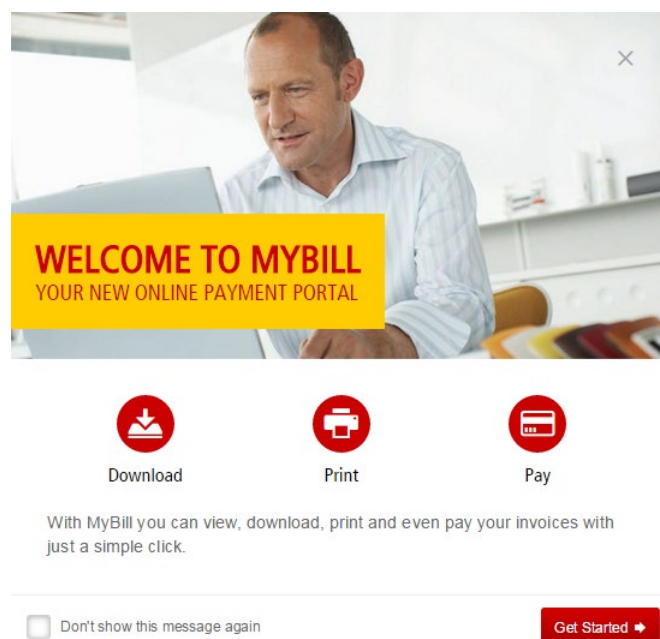 WELCOME TO MYBILL
YOUR NEW ONLINE PAYMENT PORTAL
Download
Print
Pay
With MyBill you can view, download, print and even pay your invoices with
just a simple click.
Don't show this message again
Get Started